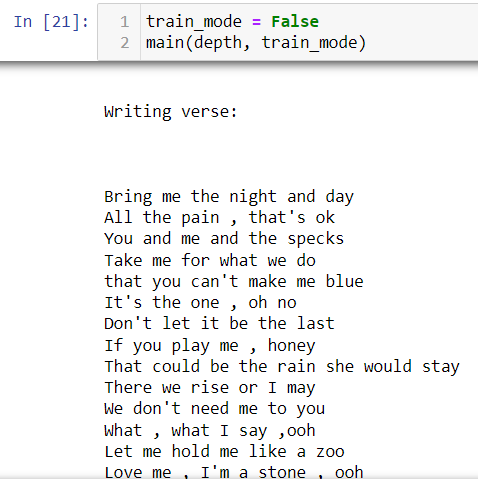 In [21]:
1 train_mode = False
2 main(depth, train_mode)
Writing verse:
Bring me the night and day
All the pain , that's ok
You and me and the specks
Take me for what we do
that you can't make me blue
It's the one , oh no
Don't let it be the last
If you play me , honey
That could be the rain she would stay
There we rise or I may
We don't need me to you
What , what I say ,ooh
Let me hold me like a zoo
Love me , I'm a stone , ooh